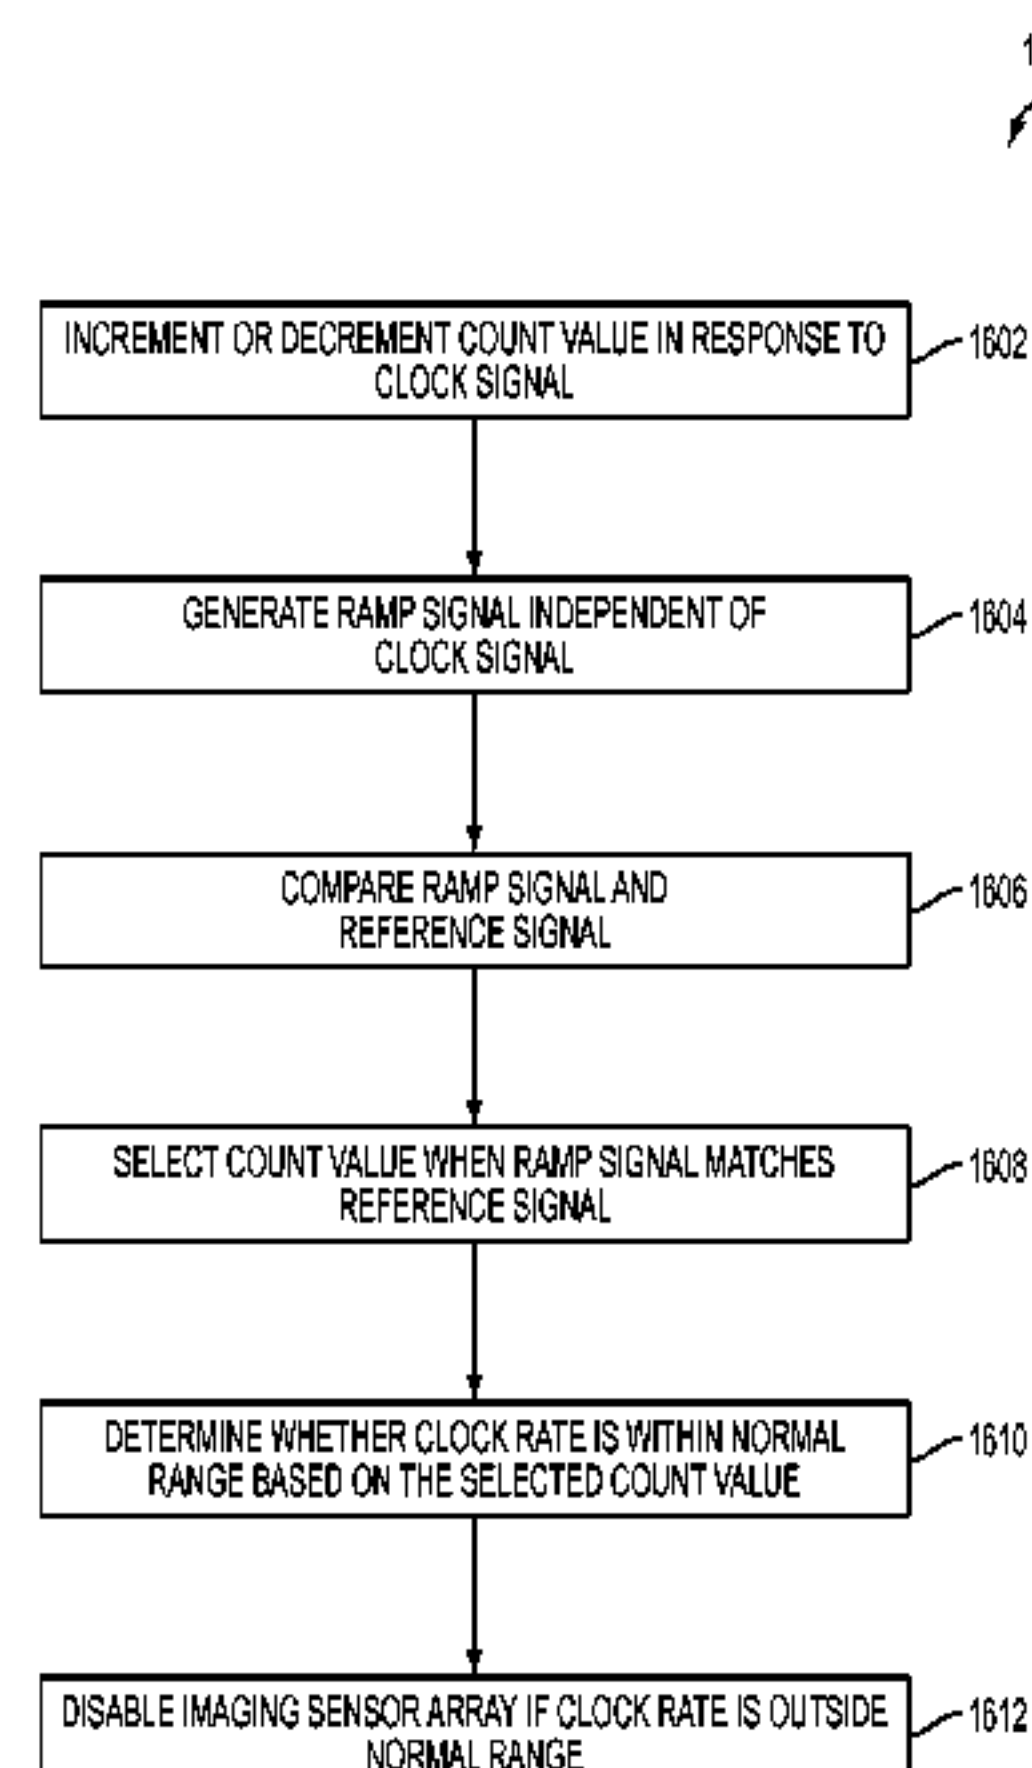 INCREMENT OR DECREMENT COUNT VALUE IN RESPONSE TO
CLOCK SIGNAL
1602
GENERATE RAMP SIGNAL INDEPENDENT OF
CLOCK SIGNAL
1604
COMPARE RAMP SIGNAL AND
REFERENCE SIGNAL
1606
SELECT COUNT VALUE WHEN RAMP SIGNAL MATCHES
REFERENCE SIGNAL
1608
DETERMINE WHETHER CLOCK RATE IS WITHIN NORMAL
RANGE BASED ON THE SELECTED COUNT VALUE
1610
DISABLE IMAGING SENSOR ARRAY IF CLOCK RATE IS OUTSIDE
NORMAL RANGE
1612